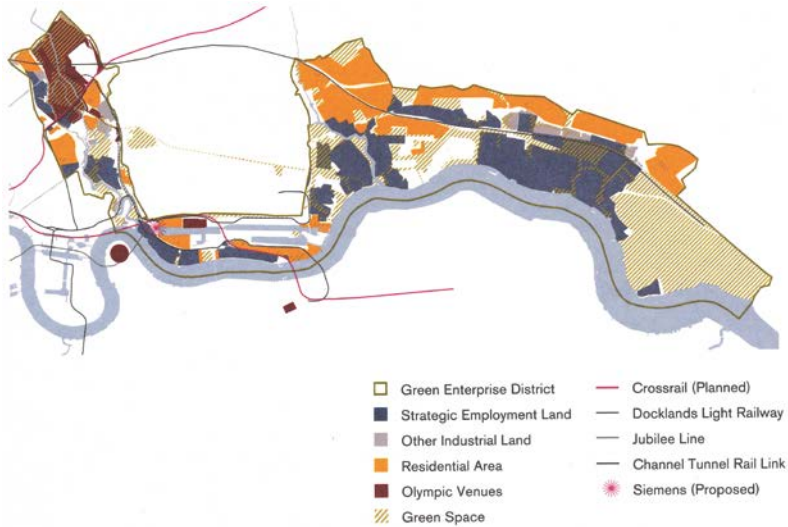 Green Enterprise District
Strategic Employment Land
Other Industrial Land
Residential Area
Olympic Venues
Green Space
Crossrail (Planned)
Docklands Light Railway
Jubilee Line
Channel Tunnel Rail Link
Siemens (Proposed)